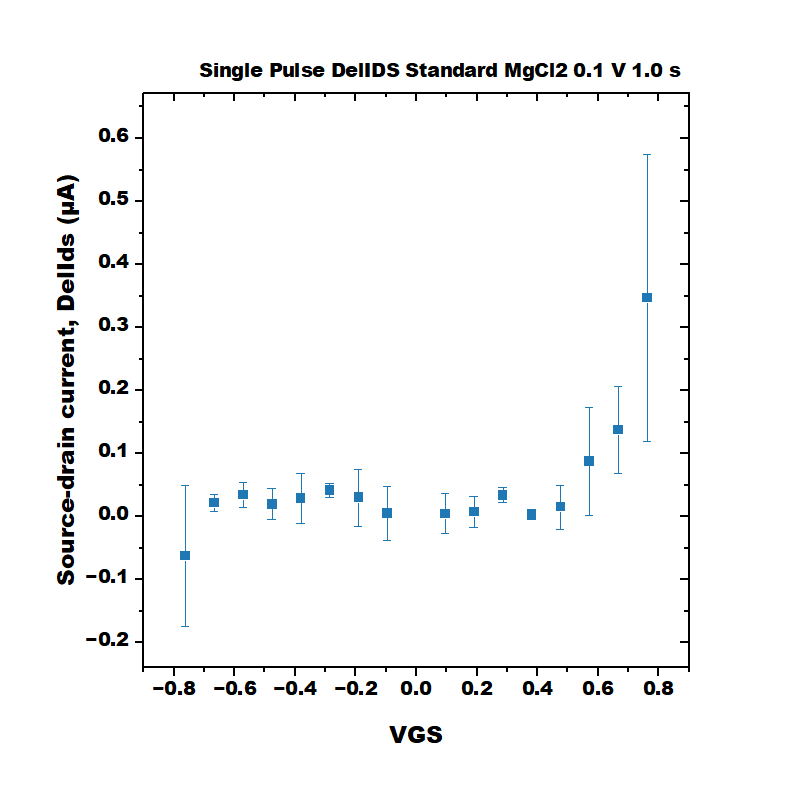 Single Pulse DelIDS Standard MgCl2 0.1 V 1.0 s
0.6
0.5
0.4
0.3
0.2
0.1
0.0
−0.1
−0.2
Source-drain current, DelIds (µA)
−0.8 −0.6 −0.4 −0.2 0.0 0.2 0.4 0.6 0.8
VGS